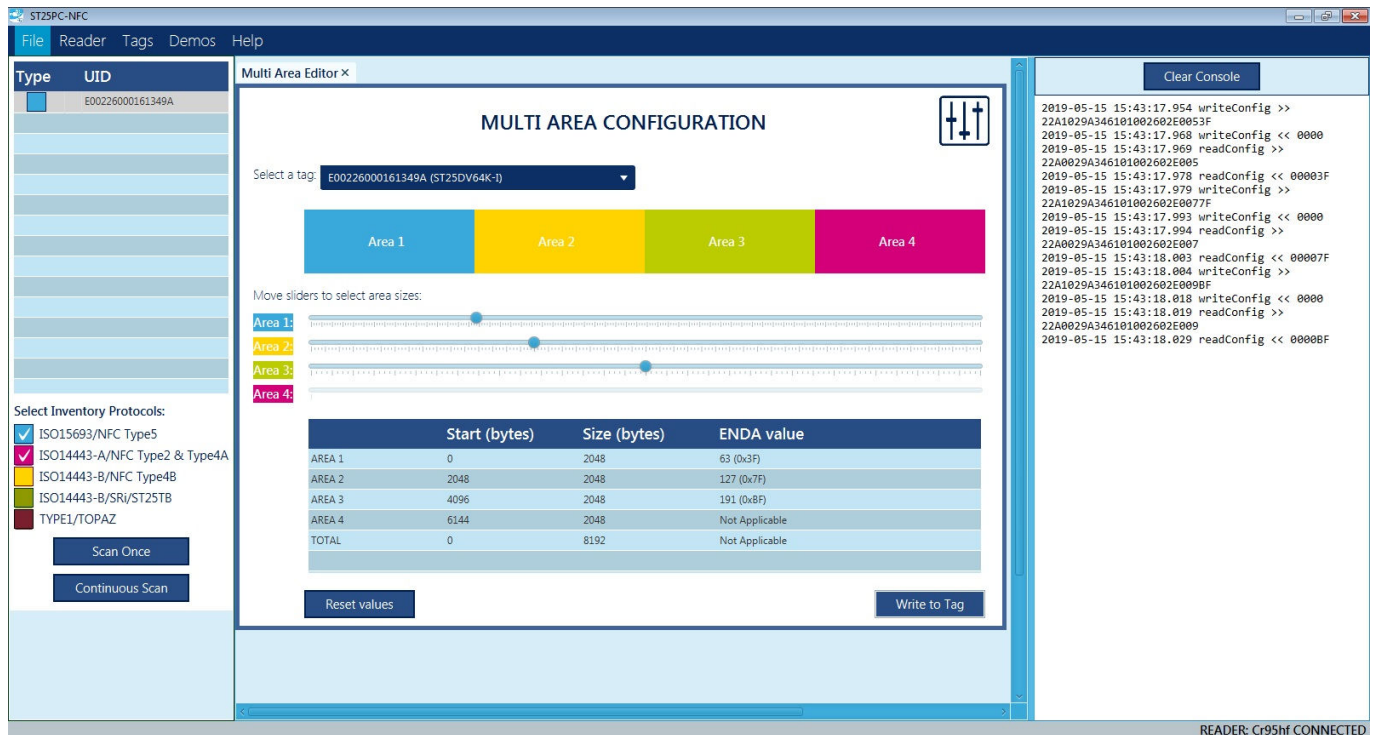 ST25PC-NFC
File Reader Tags Demos Help
Type UID
E00226000161349A
Select Inventory Protocols:
ISO15693/NFC Type5
ISO14443-A/NFC Type2 & Type4A
ISO14443-B/NFC Type4B
ISO14443-B/SRi/ST25TB
TYPE1/TOPAZ
Scan Once
Continuous Scan
Multi Area Editor ×
MULTI AREA CONFIGURATION
Select a tag: E00226000161349A (ST25DV64K-I)
Area 1 Area 2 Area 3 Area 4
Move sliders to select area sizes:
Area 1:
Area 2:
Area 3:
Area 4:
Start (bytes) Size (bytes) ENDA value
AREA 1 0 2048 63 (0x3F)
AREA 2 2048 2048 127 (0x7F)
AREA 3 4096 2048 191 (0xBF)
AREA 4 6144 2048 Not Applicable
TOTAL 0 8192 Not Applicable
Reset values Write to Tag
Clear Console
2019-05-15 15:43:17.954 writeConfig >>
22A1029A346101002602E0053F
2019-05-15 15:43:17.968 writeConfig << 0000
2019-05-15 15:43:17.969 readConfig >>
22A0029A346101002602E005
2019-05-15 15:43:17.978 readConfig << 00003F
2019-05-15 15:43:17.979 writeConfig >>
22A1029A346101002602E0077F
2019-05-15 15:43:17.993 writeConfig << 0000
2019-05-15 15:43:17.994 readConfig >>
22A0029A346101002602E007
2019-05-15 15:43:18.003 readConfig << 00007F
2019-05-15 15:43:18.004 writeConfig >>
22A1029A346101002602E009BF
2019-05-15 15:43:18.018 writeConfig << 0000
2019-05-15 15:43:18.019 readConfig >>
22A0029A346101002602E009
2019-05-15 15:43:18.029 readConfig << 0000BF
READER: Cr95hf CONNECTED